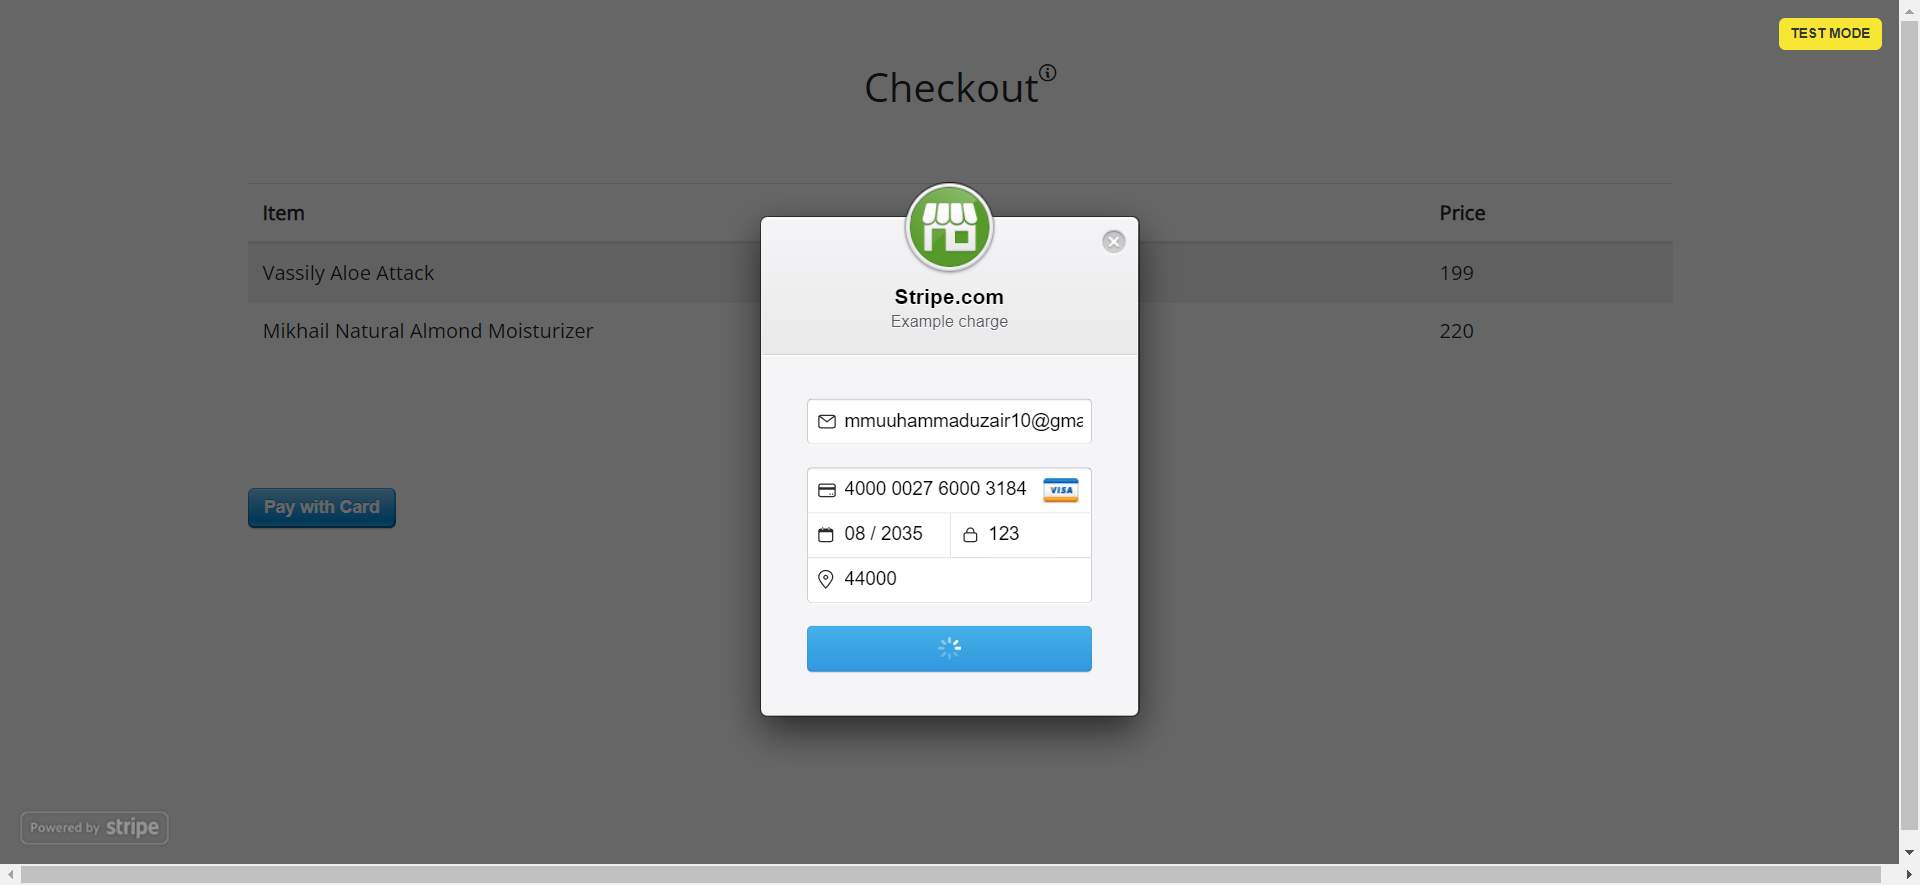 TEST MODE
Checkout
Item Price
Vassily Aloe Attack 199
Mikhail Natural Almond Moisturizer 220
Pay with Card
Stripe.com
Example charge
mmuuhammaduzair10@gma
4000 0027 6000 3184 VISA
08 / 2035 123
44000
Powered by stripe